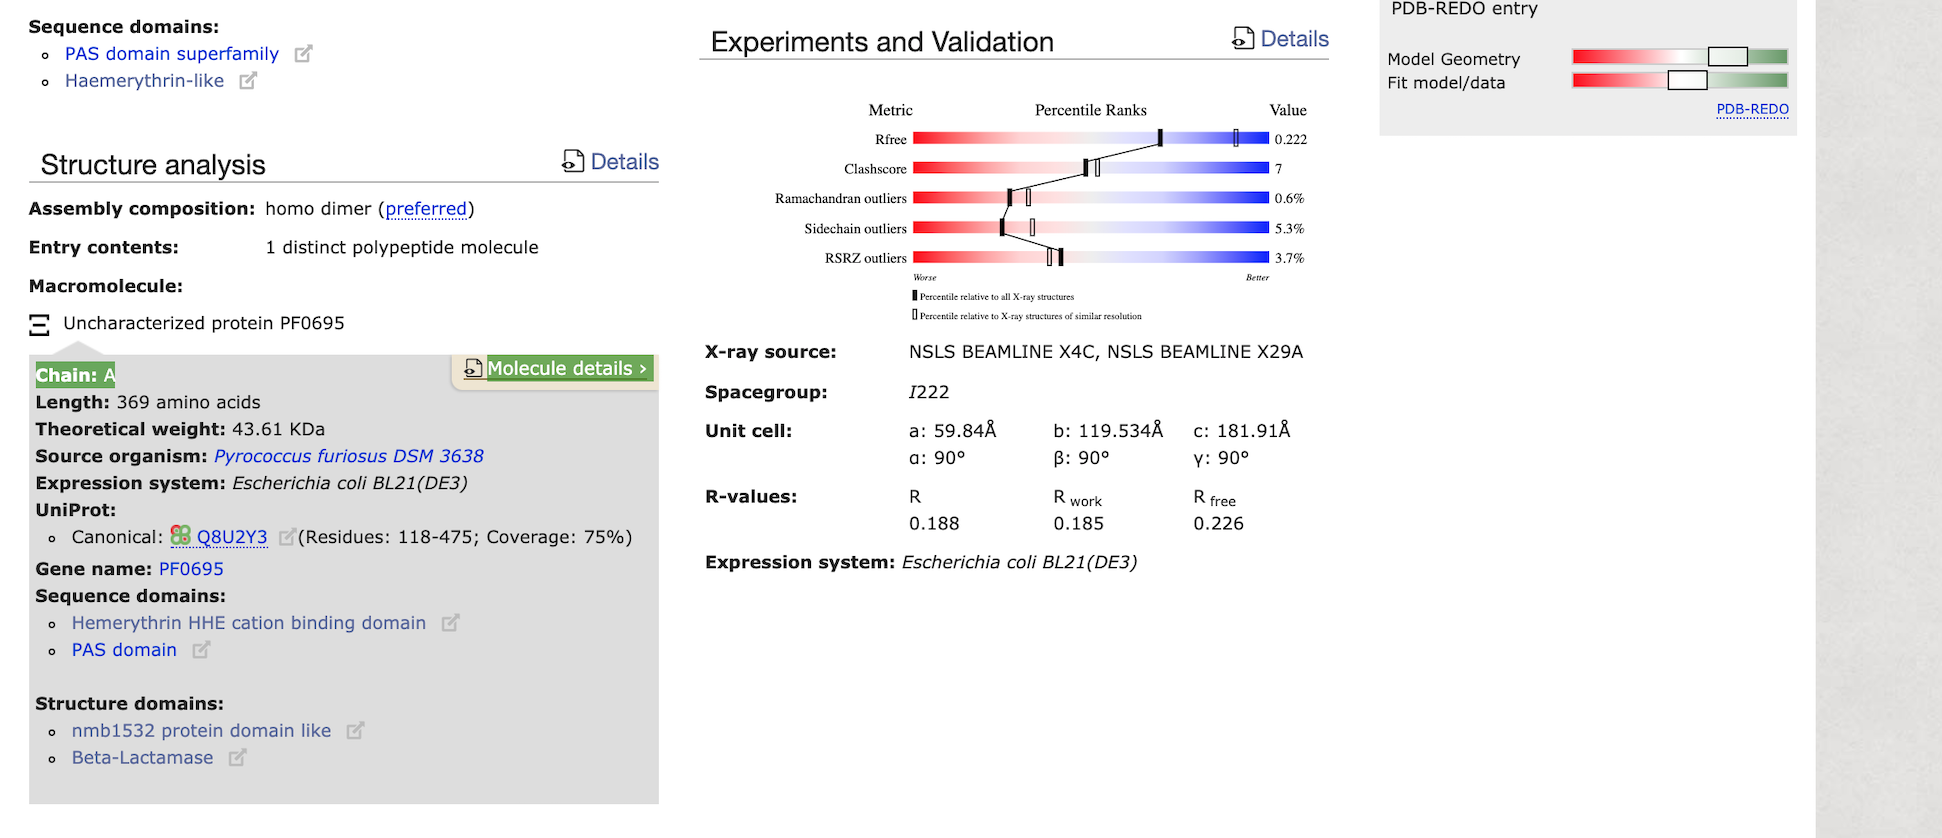 Sequence domains:
PAS domain superfamily
Haemerythrin-like
Structure analysis
Details
Assembly composition: homo dimer (preferred)
Entry contents: 1 distinct polypeptide molecule
Macromolecule:
Uncharacterized protein PF0695
Chain: A
Molecule details ›
Length: 369 amino acids
Theoretical weight: 43.61 KDa
Source organism: Pyrococcus furiosus DSM 3638
Expression system: Escherichia coli BL21(DE3)
UniProt:
Canonical: Q8U2Y3 (Residues: 118-475; Coverage: 75%)
Gene name: PF0695
Sequence domains:
Hemerythrin HHE cation binding domain
PAS domain
Structure domains:
nmb1532 protein domain like
Beta-Lactamase
Experiments and Validation
Details
Metric Percentile Ranks Value
Rfree 0.222
Clashscore 7
Ramachandran outliers 0.6%
Sidechain outliers 5.3%
RSRZ outliers 3.7%
Worse Better
Percentile relative to all X-ray structures
Percentile relative to X-ray structures of similar resolution
X-ray source: NSLS BEAMLINE X4C, NSLS BEAMLINE X29A
Spacegroup: I222
Unit cell: a: 59.84Å b: 119.534Å c: 181.91Å
α: 90° β: 90° γ: 90°
R-values: R R work R free
0.188 0.185 0.226
Expression system: Escherichia coli BL21(DE3)
PDB-REDO entry
Model Geometry
Fit model/data
PDB-REDO